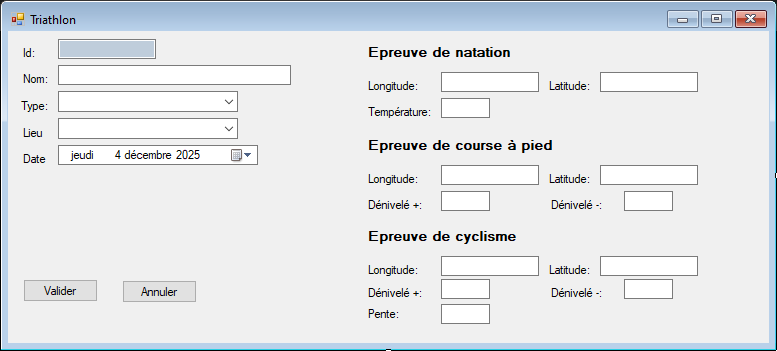 Triathlon
Id:
Nom:
Type:
Lieu
Date jeudi 4 décembre 2025
Valider Annuler
Epreuve de natation
Longitude: Latitude:
Température:
Epreuve de course à pied
Longitude: Latitude:
Dénivelé +: Dénivelé -:
Epreuve de cyclisme
Longitude: Latitude:
Dénivelé +: Dénivelé -:
Pente: